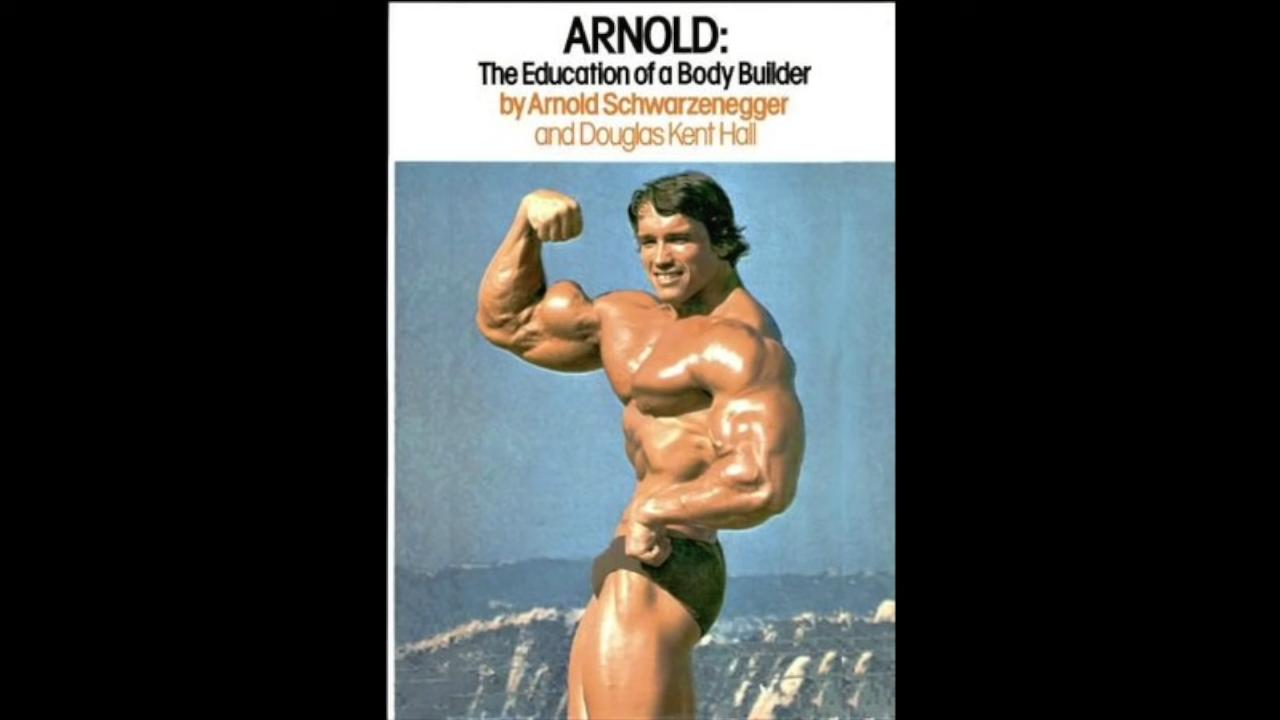 ARNOLD:
The Education of a Body Builder
by Arnold Schwarzenegger
and Douglas Kent Hall